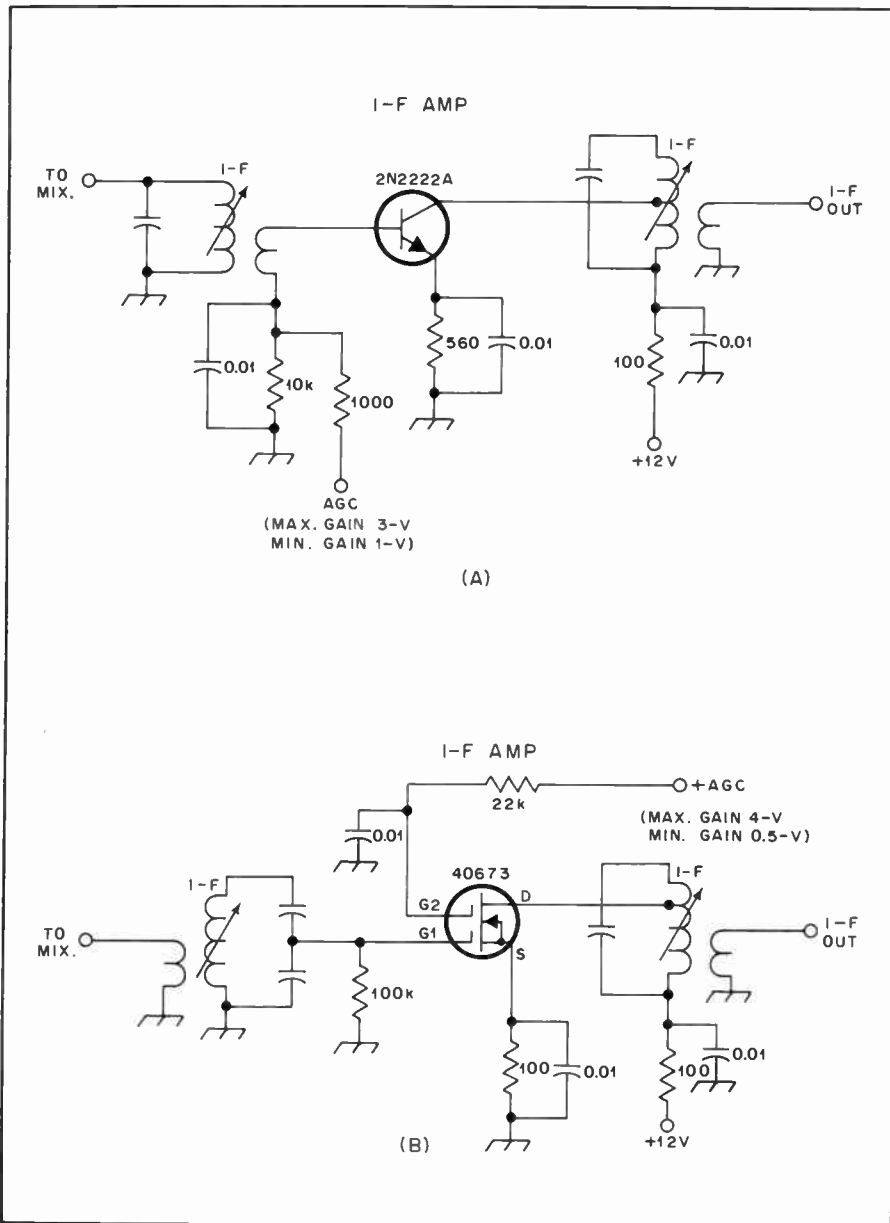 I-F AMP
TO
MIX.
I-F
2N2222A
I-F
I-F
OUT
0.01
10k
1000
560
0.01
100
0.01
+12V
AGC
(MAX. GAIN 3-V
MIN. GAIN 1-V)
(A)
I-F AMP
22k
+AGC
(MAX. GAIN 4-V
MIN. GAIN 0.5-V)
0.01
40673
I-F
G2
D
I-F
TO
MIX.
G1
S
I-F
OUT
100k
100
0.01
100
0.01
+12V
(B)